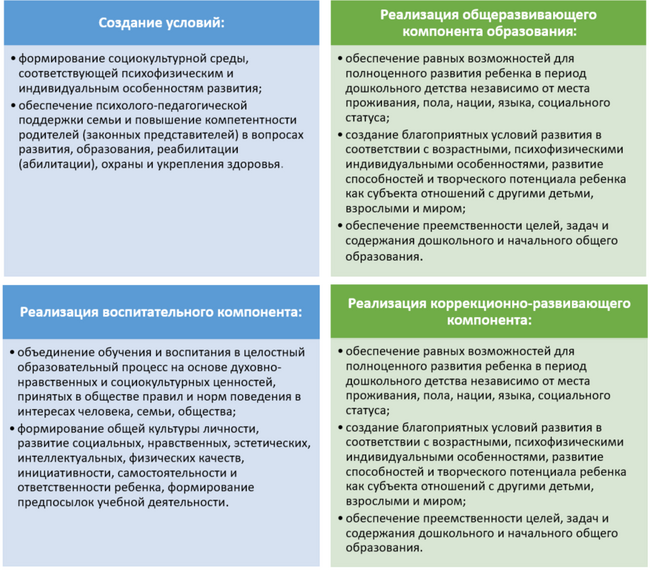 Создание условий:
• формирование социокультурной среды,
соответствующей психофизическим и
индивидуальным особенностям развития;
• обеспечение психолого-педагогической
поддержки семьи и повышение компетентности
родителей (законных представителей) в вопросах
развития, образования, реабилитации
(абилитации), охраны и укрепления здоровья.
Реализация общеразвивающего
компонента образования:
• обеспечение равных возможностей для
полноценного развития ребенка в период
дошкольного детства независимо от места
проживания, пола, нации, языка, социального
статуса;
• создание благоприятных условий развития в
соответствии с возрастными, психофизическими
индивидуальными особенностями, развитие
способностей и творческого потенциала ребенка
как субъекта отношений с другими детьми,
взрослыми и миром;
• обеспечение преемственности целей, задач и
содержания дошкольного и начального общего
образования.
Реализация воспитательного компонента:
• объединение обучения и воспитания в целостный
образовательный процесс на основе духовно-
нравственных и социокультурных ценностей,
принятых в обществе правил и норм поведения в
интересах человека, семьи, общества;
• формирование общей культуры личности,
развитие социальных, нравственных, эстетических,
интеллектуальных, физических качеств,
инициативности, самостоятельности и
ответственности ребенка, формирование
предпосылок учебной деятельности.
Реализация коррекционно-развивающего
компонента:
• обеспечение равных возможностей для
полноценного развития ребенка в период
дошкольного детства независимо от места
проживания, пола, нации, языка, социального
статуса;
• создание благоприятных условий развития в
соответствии с возрастными, психофизическими
индивидуальными особенностями, развитие
способностей и творческого потенциала ребенка
как субъекта отношений с другими детьми,
взрослыми и миром;
• обеспечение преемственности целей, задач и
содержания дошкольного и начального общего
образования.